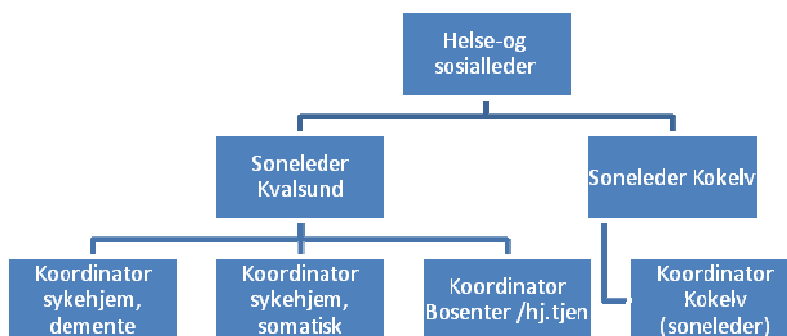 Helse-og
sosialleder
Soneleder
Kvalsund
Soneleder Kokelv
Koordinator
sykehjem,
demente
Koordinator
sykehjem,
somatisk
Koordinator
Bosenter /hj.tjen
Koordinator
Kokelv
(soneleder)